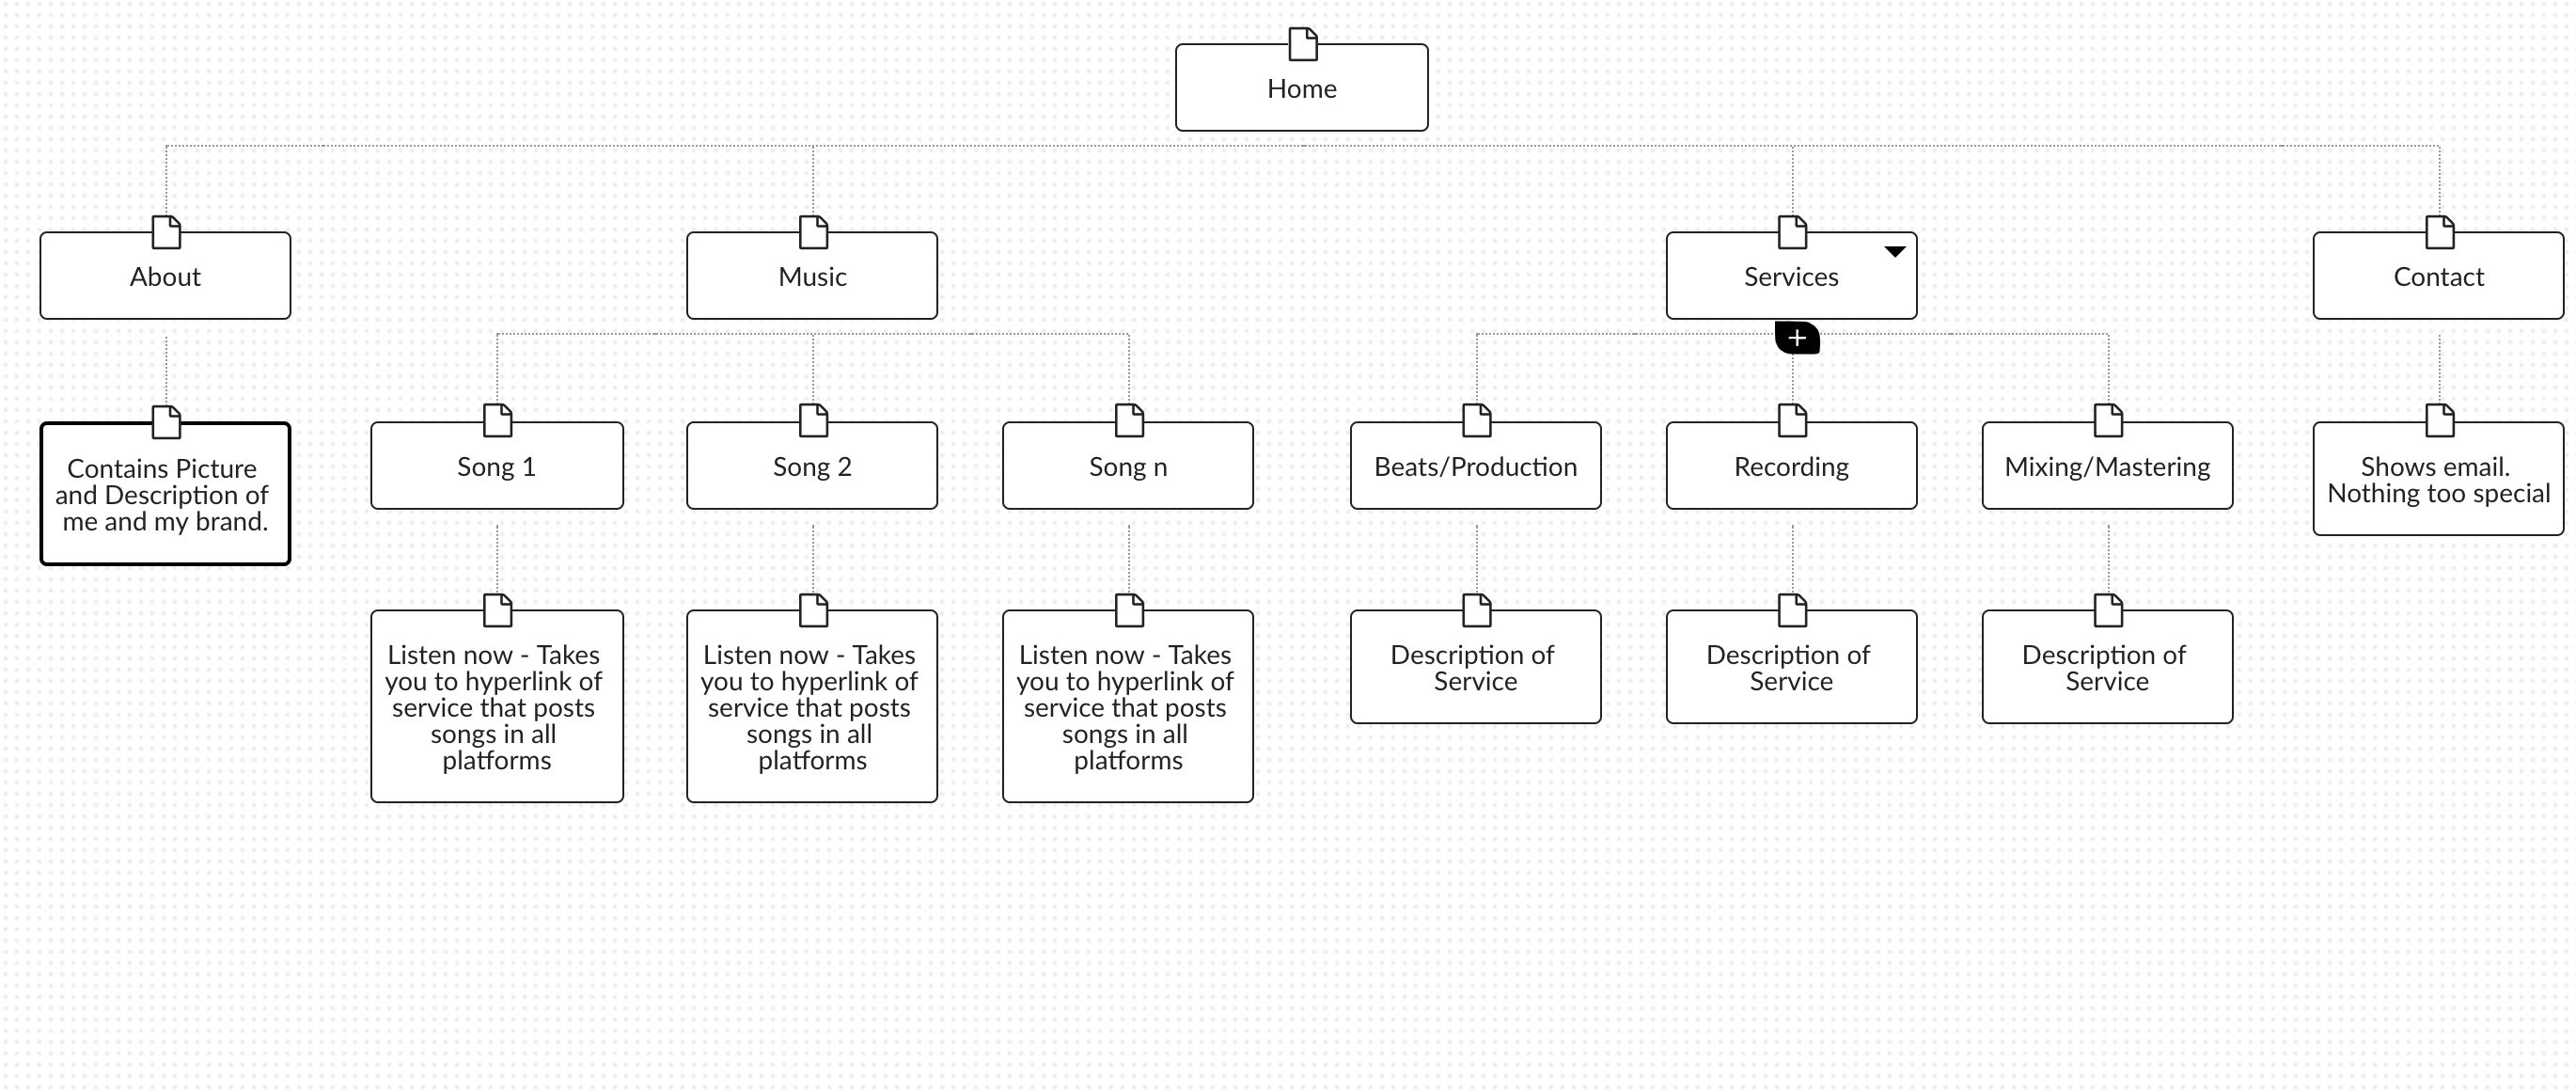 Home
About
Music
Services
Contact
Contains Picture
and Description of
me and my brand.
Song 1
Song 2
Song n
Beats/Production
Recording
Mixing/Mastering
Shows email.
Nothing too special
Listen now - Takes
you to hyperlink of
service that posts
songs in all
platforms
Listen now - Takes
you to hyperlink of
service that posts
songs in all
platforms
Listen now - Takes
you to hyperlink of
service that posts
songs in all
platforms
Description of
Service
Description of
Service
Description of
Service